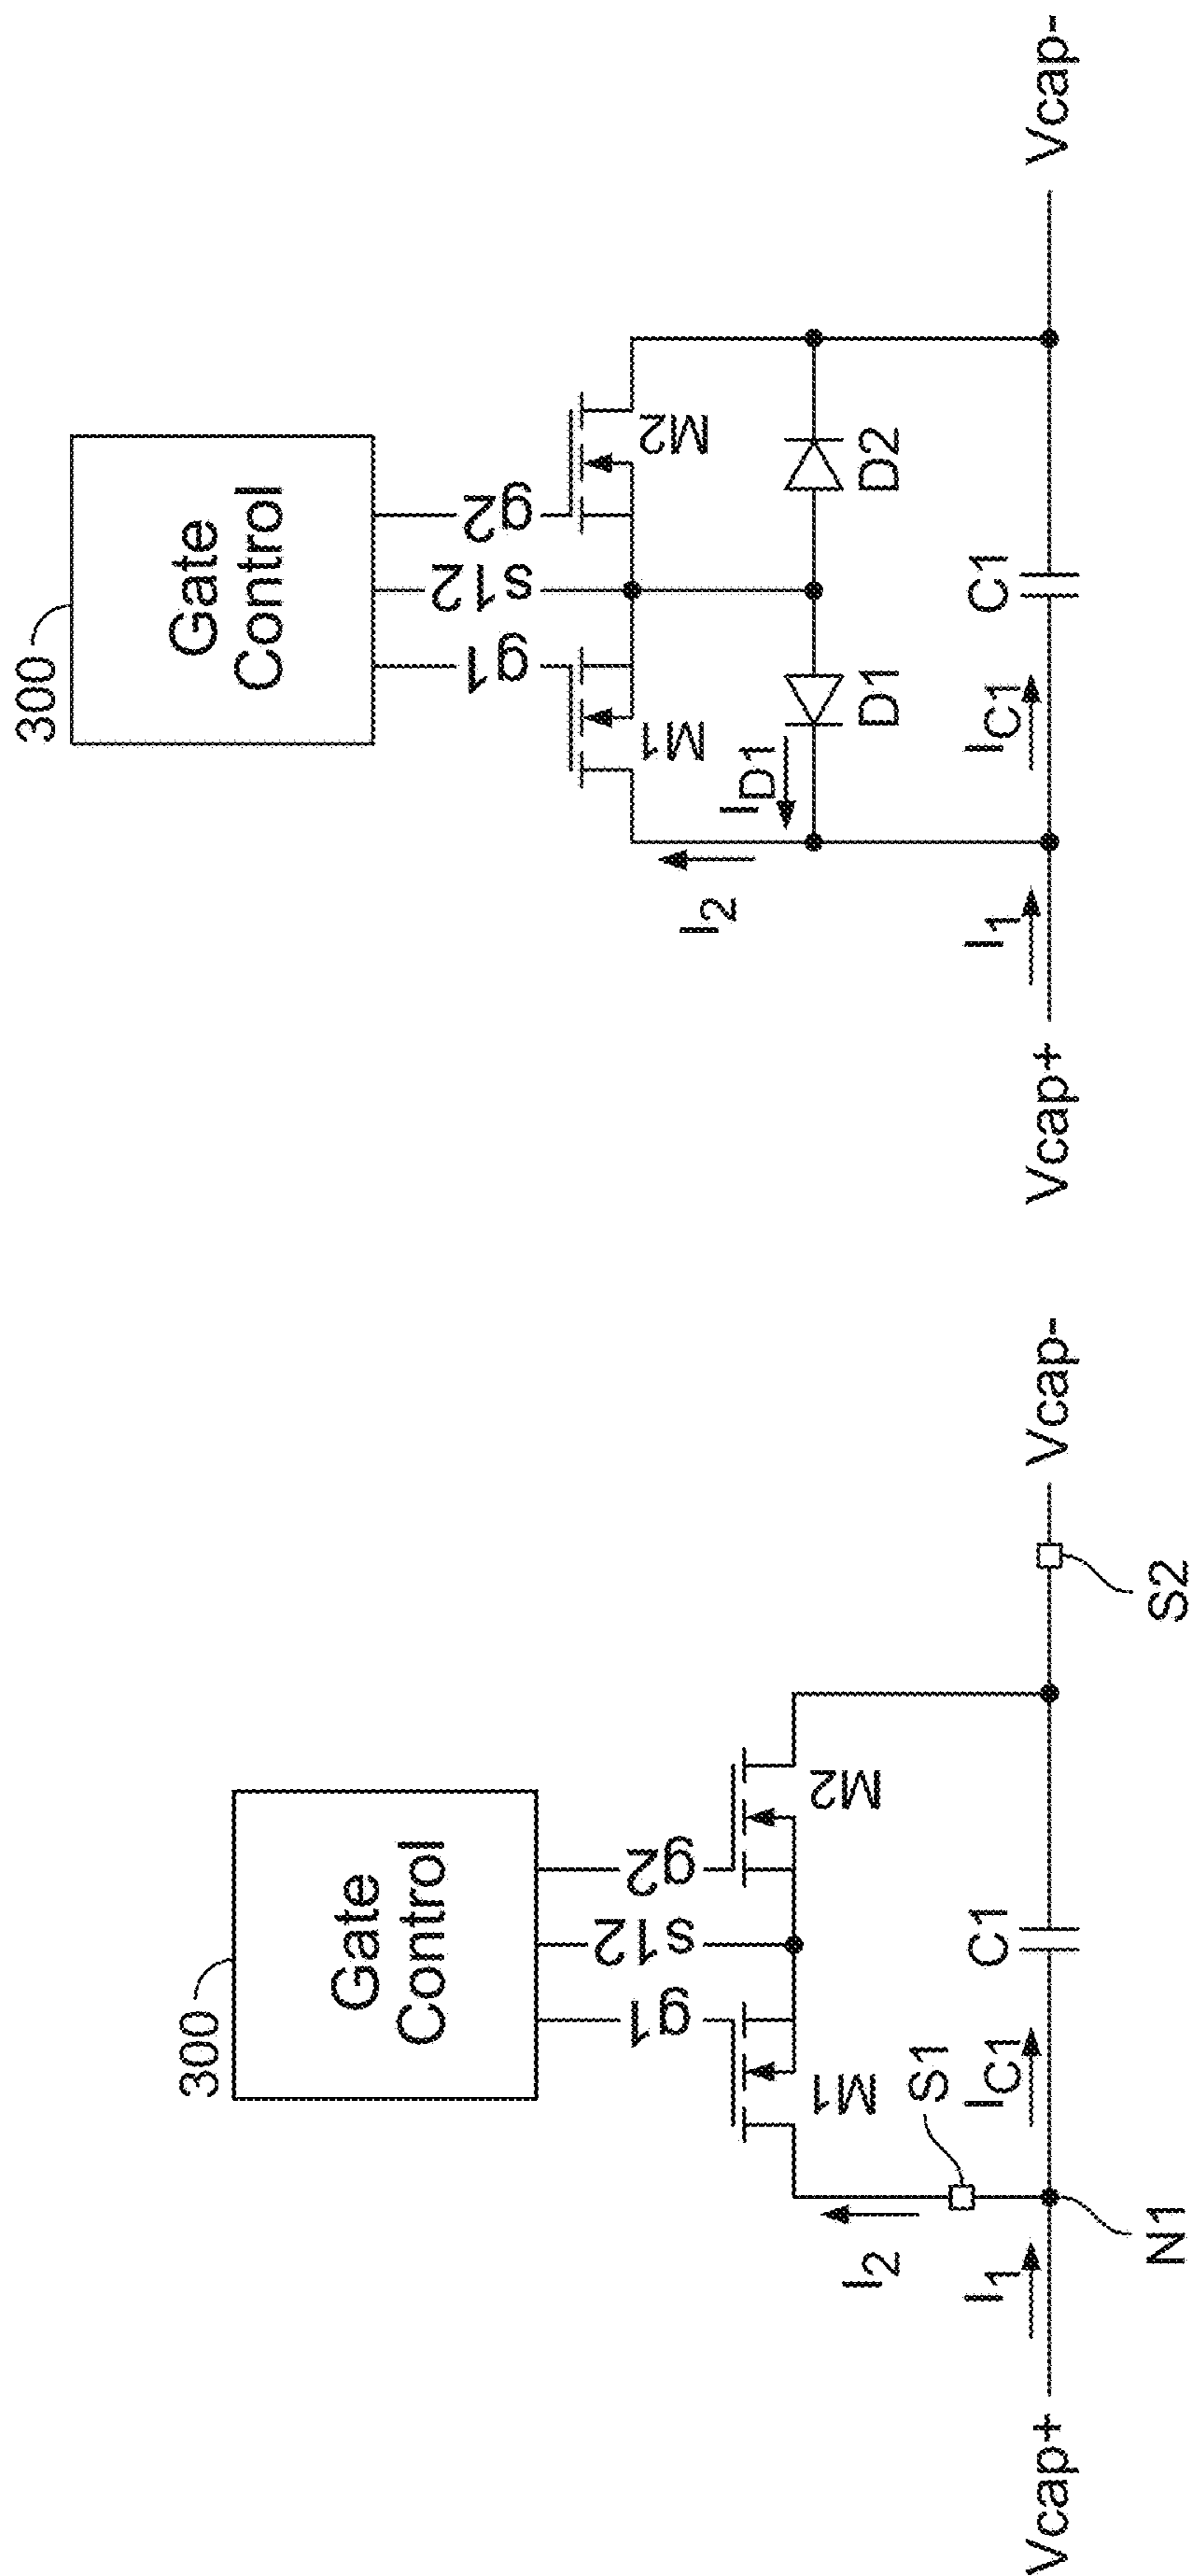 300
Gate
Control
g1
s12
g2
M1
M2
S1
I2
I1
IC1
C1
N1
S2
Vcap+
Vcap-
300
Gate
Control
g1
s12
g2
M1
M2
I2
ID1
D1
D2
I1
IC1
C1
Vcap+
Vcap-